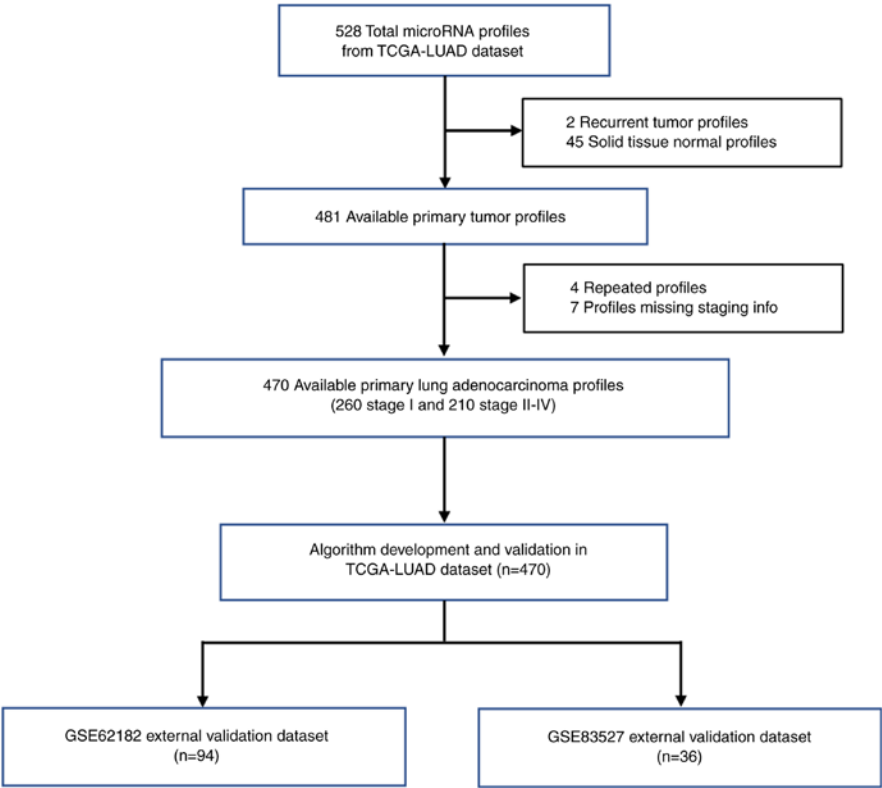 528 Total microRNA profiles
from TCGA-LUAD dataset
2 Recurrent tumor profiles
45 Solid tissue normal profiles
481 Available primary tumor profiles
4 Repeated profiles
7 Profiles missing staging info
470 Available primary lung adenocarcinoma profiles
(260 stage I and 210 stage II-IV)
Algorithm development and validation in
TCGA-LUAD dataset (n=470)
GSE62182 external validation dataset
(n=94)
GSE83527 external validation dataset
(n=36)